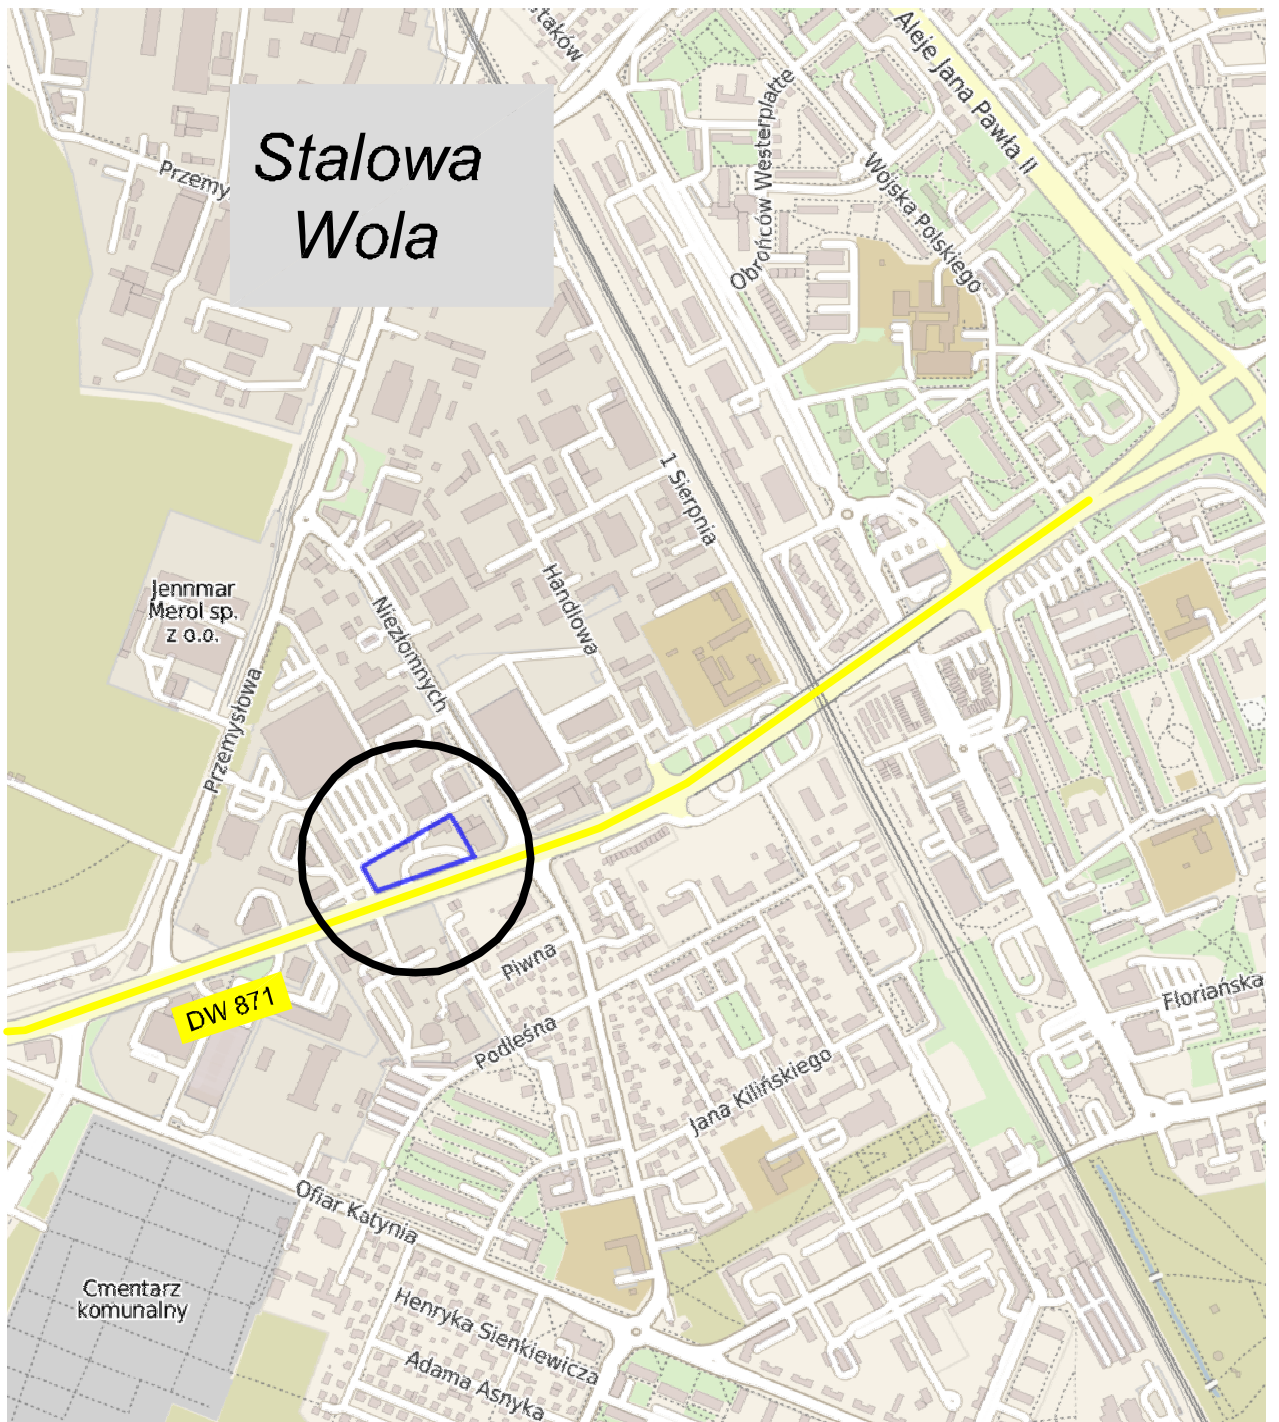 taków
Aleje Jana Pawła II
Obrońców Westerplatte
Stalowa
Wola
Przemy
Wojska Polskiego
1 Sierpnia
Handlowa
Jennmar
Merol sp.
z o.o.
Niezłomnych
Przemysłowa
Piwna
DW 871
Floriańska
Podleśna
Jana Kilińskiego
Ofiar Katynia
Cmentarz
komunalny
Henryka Sienkiewicza
Adama Asnyka